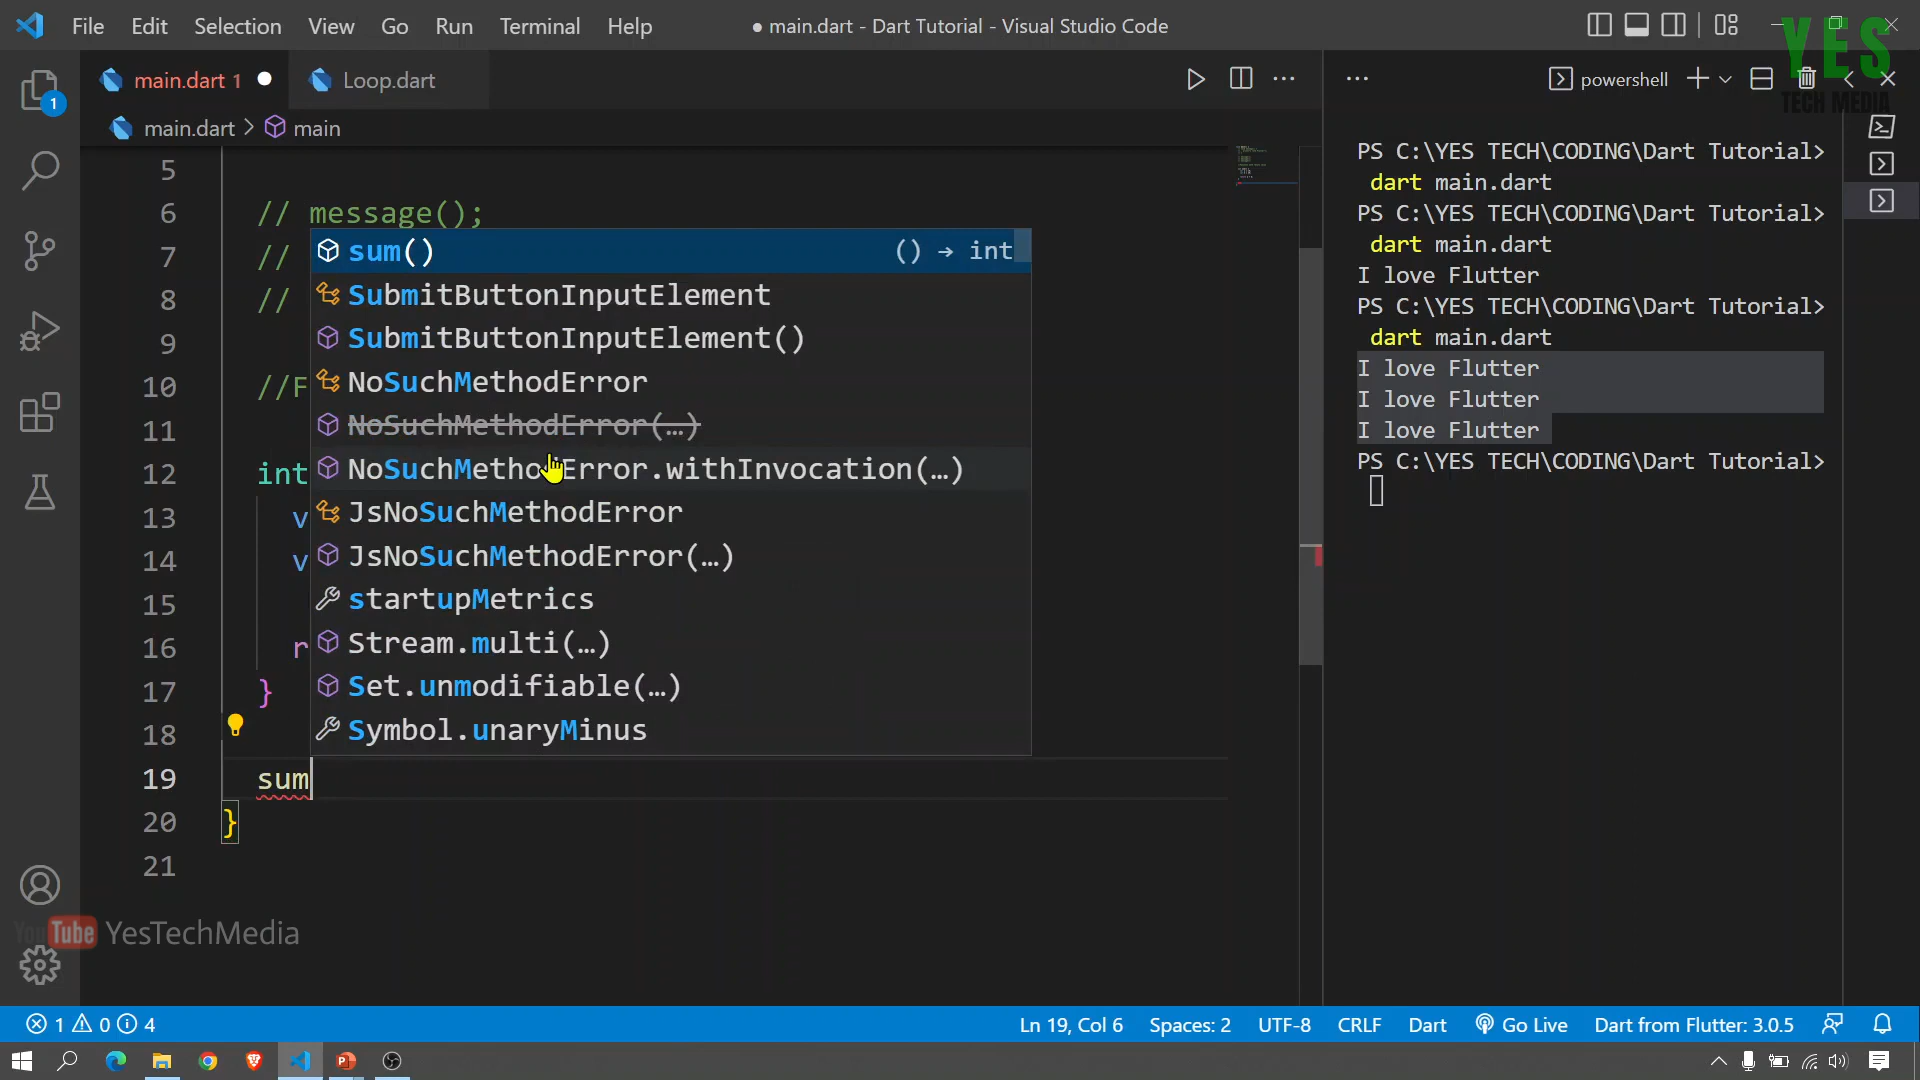 File Edit Selection View Go Run Terminal Help
● main.dart - Dart Tutorial - Visual Studio Code
YES
TECH MEDIA
main.dart 1
Loop.dart
powershell
main.dart > main
5
6 // message();
7 //
8 //
9
10 //F
11
12 int
13 v
14 v
15
16 r
17 }
18
19 sum
20 }
21
sum() () → int
SubmitButtonInputElement
SubmitButtonInputElement()
NoSuchMethodError
NoSuchMethodError(…)
NoSuchMethodError.withInvocation(…)
JsNoSuchMethodError
JsNoSuchMethodError(…)
startupMetrics
Stream.multi(…)
Set.unmodifiable(…)
Symbol.unaryMinus
PS C:\YES TECH\CODING\Dart Tutorial>
dart main.dart
PS C:\YES TECH\CODING\Dart Tutorial>
dart main.dart
I love Flutter
PS C:\YES TECH\CODING\Dart Tutorial>
dart main.dart
I love Flutter
I love Flutter
I love Flutter
PS C:\YES TECH\CODING\Dart Tutorial>
1
YouTube YesTechMedia
1 0 4
Ln 19, Col 6 Spaces: 2 UTF-8 CRLF Dart Go Live Dart from Flutter: 3.0.5